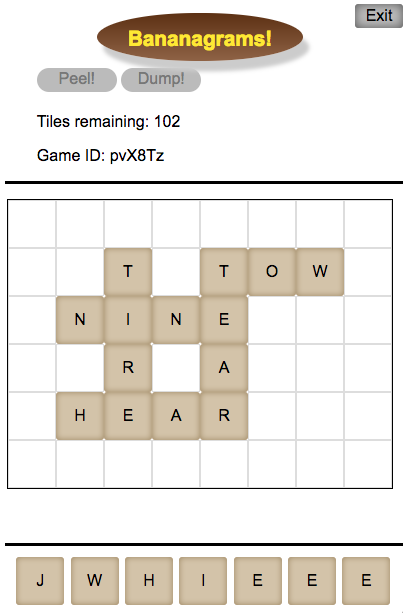 Exit
Bananagrams!
Peel! Dump!
Tiles remaining: 102
Game ID: pvX8Tz
T T O W
N I N E
R A
H E A R
J W H I E E E